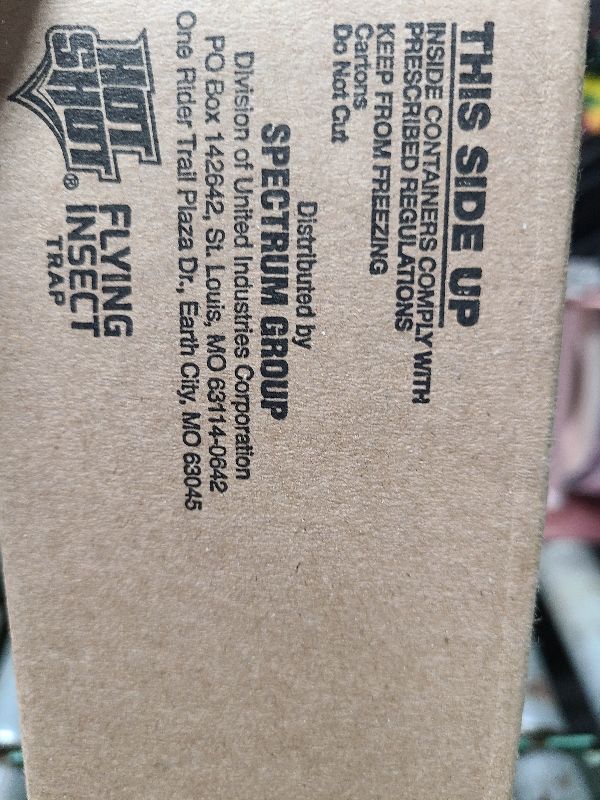 THIS SIDE UP
INSIDE CONTAINERS COMPLY WITH
PRESCRIBED REGULATIONS
KEEP FROM FREEZING
Cartons
Do Not Cut
Distributed by
SPECTRUM GROUP
Division of United Industries Corporation
PO Box 142642, St. Louis, MO 63114-0642
One Rider Trail Plaza Dr., Earth City, MO 63045
HOT
SHOT®
FLYING
INSECT
TRAP